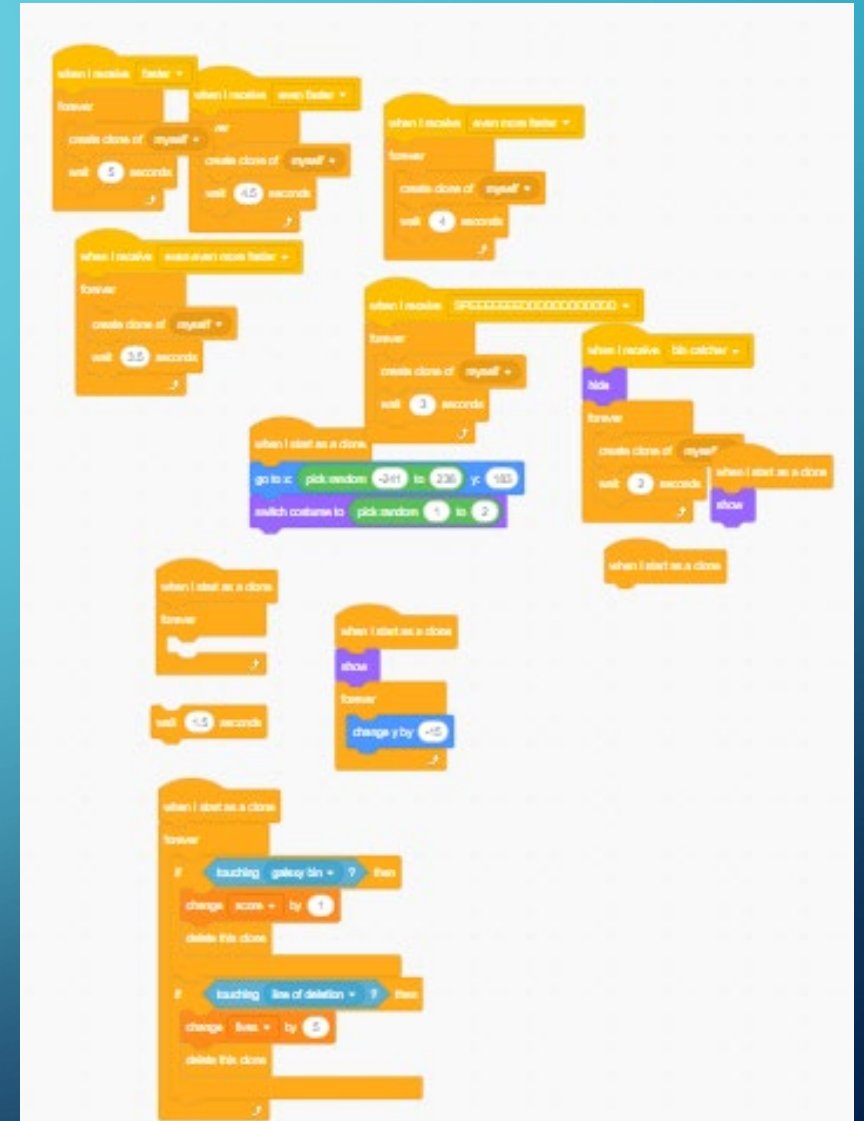 when I receive faster
forever
create clone of myself
wait 5 seconds
when I receive even faster
ver
create clone of myself
wait 4.5 seconds
when I receive even more faster
forever
create clone of myself
wait 4 seconds
when I receive even even more faster
forever
create clone of myself
wait 3.5 seconds
when I receive
forever
create clone of myself
wait 3 seconds
when I receive bin catcher
hide
forever
create clone of myself
wait 3 seconds
when I start as a clone
show
when I start as a clone
when I start as a clone
go to x: pick random -241 to 236 y: 183
switch costume to pick random 1 to 2
when I start as a clone
forever
wait 1.5 seconds
when I start as a clone
show
forever
change y by -15
when I start as a clone
forever
if touching galaxy bin ? then
change score by 1
delete this clone
if touching line of deletion ? then
change lives by
delete this clone